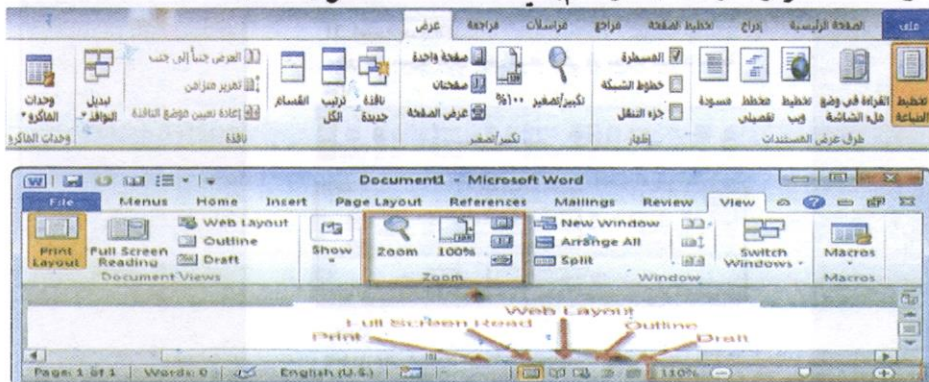 ملف الصفحة الرئيسية إدراج تخطيط الصفحة مراجع مراسلات مراجعة عرض
تخطيط الطباعة القراءة في وضع ملء الشاشة تخطيط ويب مخطط تفصيلي مسودة
المسطرة
خطوط الشبكة
جزء التنقل
تكبير/تصغير ١٠٠%
صفحة واحدة
صفحتان
عرض الصفحة
نافذة جديدة ترتيب الكل انقسام
العرض جنباً إلى جنب
تمرير متزامن
إعادة تعيين موضع النافذة
تبديل النوافذ
وحدات الماكرو
طرق عرض المستندات إظهار تكبير/تصغير نافذة وحدات الماكرو
Document1 - Microsoft Word
File Menus Home Insert Page Layout References Mailings Review View
Print Layout
Full Screen Reading
Web Layout
Outline
Draft
Show
Zoom
100%
New Window
Arrange All
Split
Switch Windows
Macros
Document Views Zoom Window Macros
Web Layout
Full Screen Read Outline
Print Draft
Page: 1 of 1 Words: 0 English (U.S.) 110%